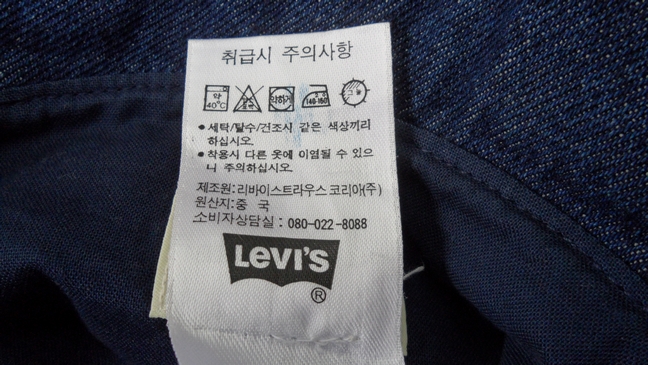 취급시 주의사항
약 40℃ 약하게 140-160
● 세탁/탈수/건조시 같은 색상끼리
하십시오.
● 착용시 다른 옷에 이염될 수 있으
니 주의하십시오.
제조원:리바이스트라우스코리아(주)
원산지:중 국
소비자상담실 : 080-022-8088
LEVI'S
®